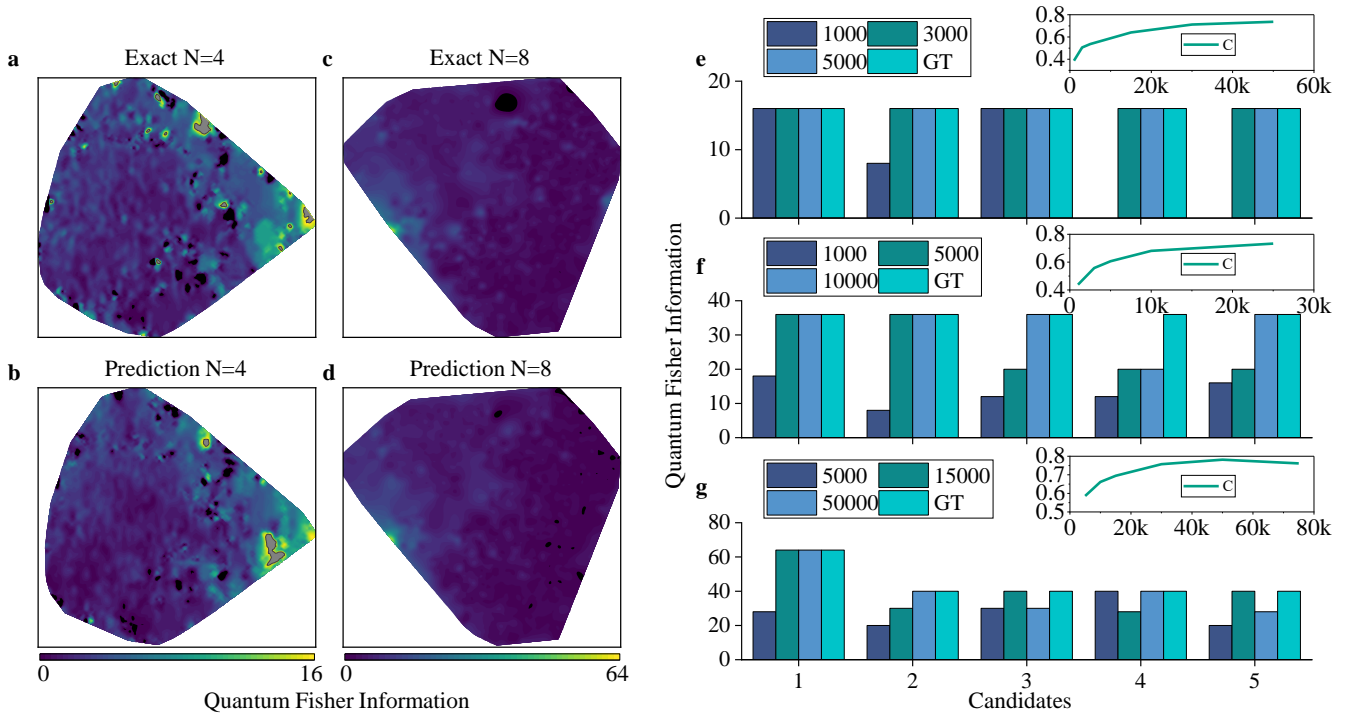 a Exact N=4
c Exact N=8
b Prediction N=4
d Prediction N=8
0 16
0 64
Quantum Fisher Information
Quantum Fisher Information
e
1000 3000
5000 GT
0.8
0.6
0.4
C
0 20k 40k 60k
20
10
0
f
1000 5000
10000 GT
0.8
0.6
0.4
C
0 10k 20k 30k
40
30
20
10
0
g
5000 15000
50000 GT
0.8
0.7
0.6
0.5
C
0 20k 40k 60k 80k
80
60
40
20
0
1 2 3 4 5
Candidates